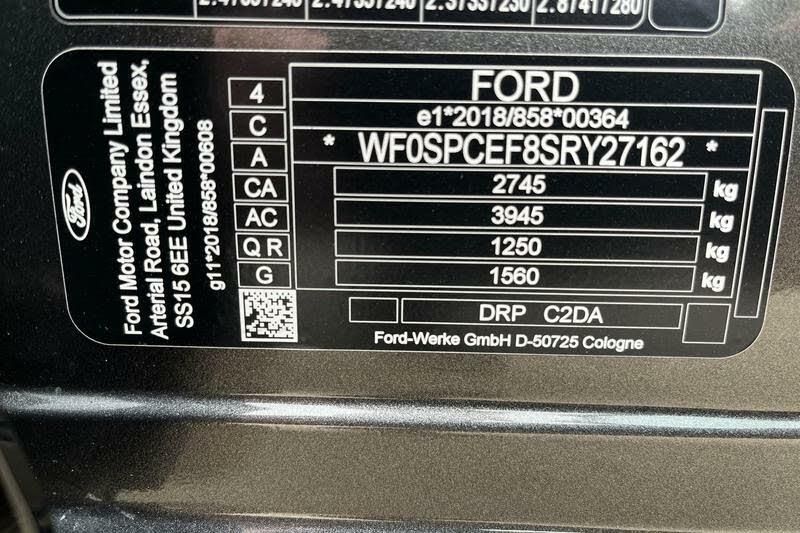 FORD
e1*2018/858*00364
* WF0SPCEF8SRY27162 *
2745 kg
3945 kg
1250 kg
1560 kg
DRP C2DA
Ford-Werke GmbH D-50725 Cologne
4
C
A
CA
AC
Q R
G
Ford Motor Company Limited
Arterial Road, Laindon Essex,
SS15 6EE United Kingdom
g11*2018/858*00608
Ford